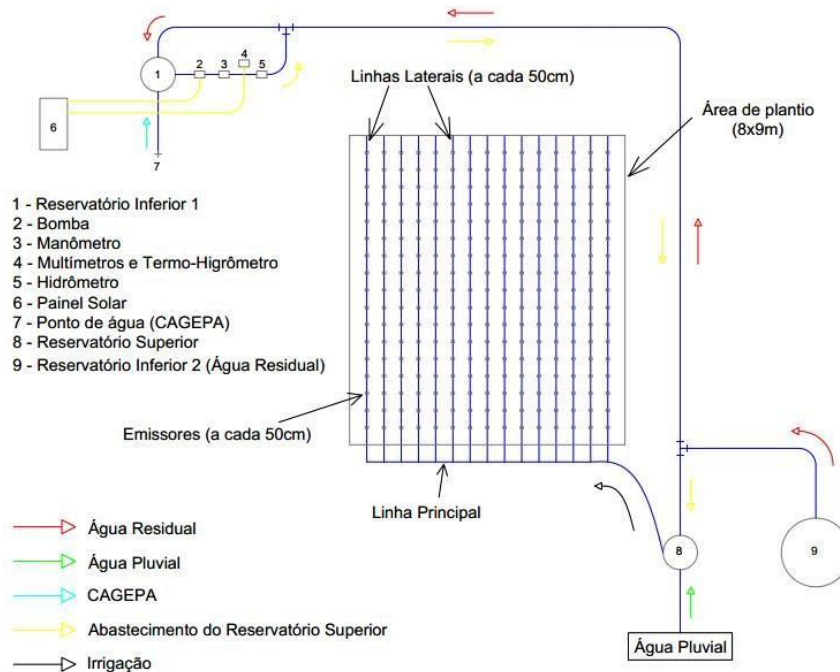 4
1
2
3
5
6
7
Linhas Laterais (a cada 50cm)
Área de plantio
(8x9m)
1 - Reservatório Inferior 1
2 - Bomba
3 - Manômetro
4 - Multímetros e Termo-Higrômetro
5 - Hidrômetro
6 - Painel Solar
7 - Ponto de água (CAGEPA)
8 - Reservatório Superior
9 - Reservatório Inferior 2 (Água Residual)
Emissores (a cada 50cm)
Linha Principal
8
9
Água Residual
Água Pluvial
CAGEPA
Abastecimento do Reservatório Superior
Irrigação
Água Pluvial